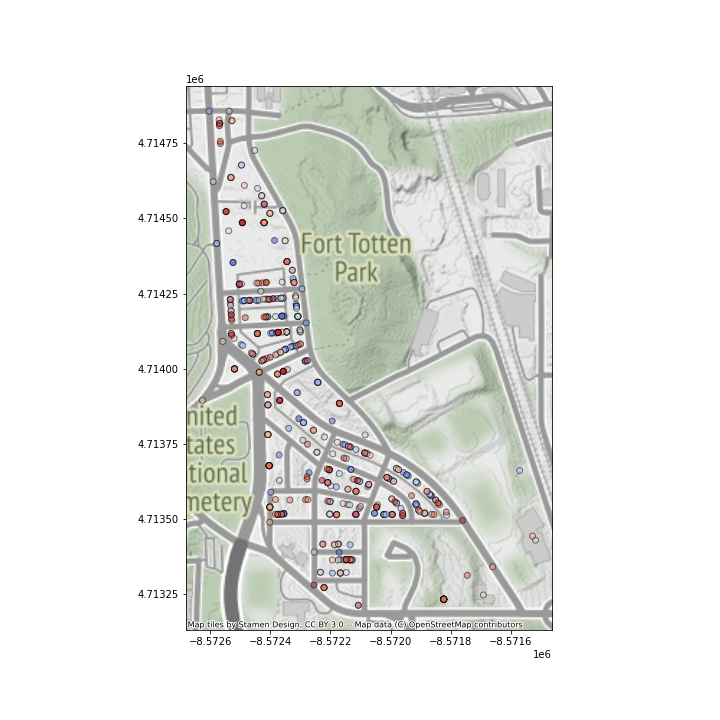 1e6
4.71475
4.71450
4.71425
4.71400
4.71375
4.71350
4.71325
Fort Totten
Park
nited
tates
tional
metery
Map tiles by Stamen Design, CC BY 3.0 -- Map data (C) OpenStreetMap contributors
−8.5726 −8.5724 −8.5722 −8.5720 −8.5718 −8.5716
1e6